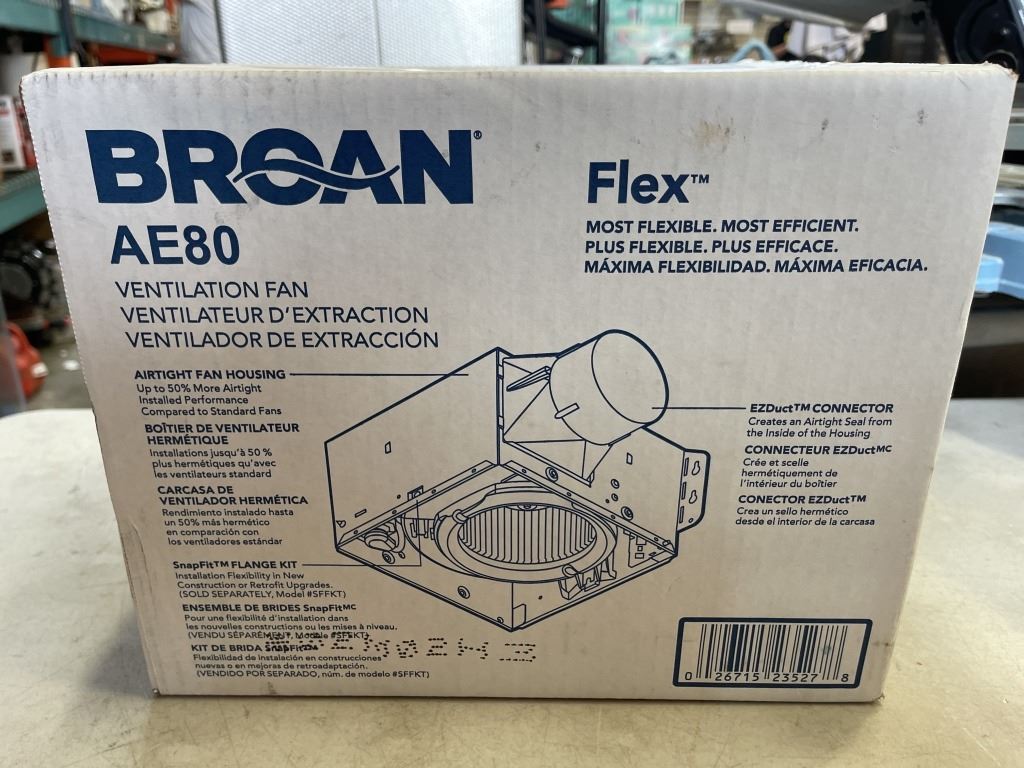 BROAN®
AE80
VENTILATION FAN
VENTILATEUR D'EXTRACTION
VENTILADOR DE EXTRACCIÓN
Flex™
MOST FLEXIBLE. MOST EFFICIENT.
PLUS FLEXIBLE. PLUS EFFICACE.
MÁXIMA FLEXIBILIDAD. MÁXIMA EFICACIA.
AIRTIGHT FAN HOUSING
Up to 50% More Airtight
Installed Performance
Compared to Standard Fans
BOÎTIER DE VENTILATEUR
HERMÉTIQUE
Installations jusqu'à 50 %
plus hermétiques qu'avec
les ventilateurs standard
CARCASA DE
VENTILADOR HERMÉTICA
Rendimiento instalado hasta
un 50% más hermético
en comparación con
los ventiladores estándar
SnapFit™ FLANGE KIT
Installation Flexibility in New
Construction or Retrofit Upgrades.
(SOLD SEPARATELY, Model #SFFKT)
ENSEMBLE DE BRIDES SnapFitMC
Pour une flexibilité d'installation dans
les nouvelles constructions ou les mises à niveau.
(VENDU SÉPARÉMENT, Modèle #SFFKT)
KIT DE BRIDA SnapFit™
Flexibilidad de instalación en construcciones
nuevas o en mejoras de retroadaptación.
(VENDIDO POR SEPARADO, núm. de modelo #SFFKT)
EZDuct™ CONNECTOR
Creates an Airtight Seal from
the Inside of the Housing
CONNECTEUR EZDuctMC
Crée et scelle
hermétiquement de
l'intérieur du boîtier
CONECTOR EZDuct™
Crea un sello hermético
desde el interior de la carcasa
0 26715 23527 8